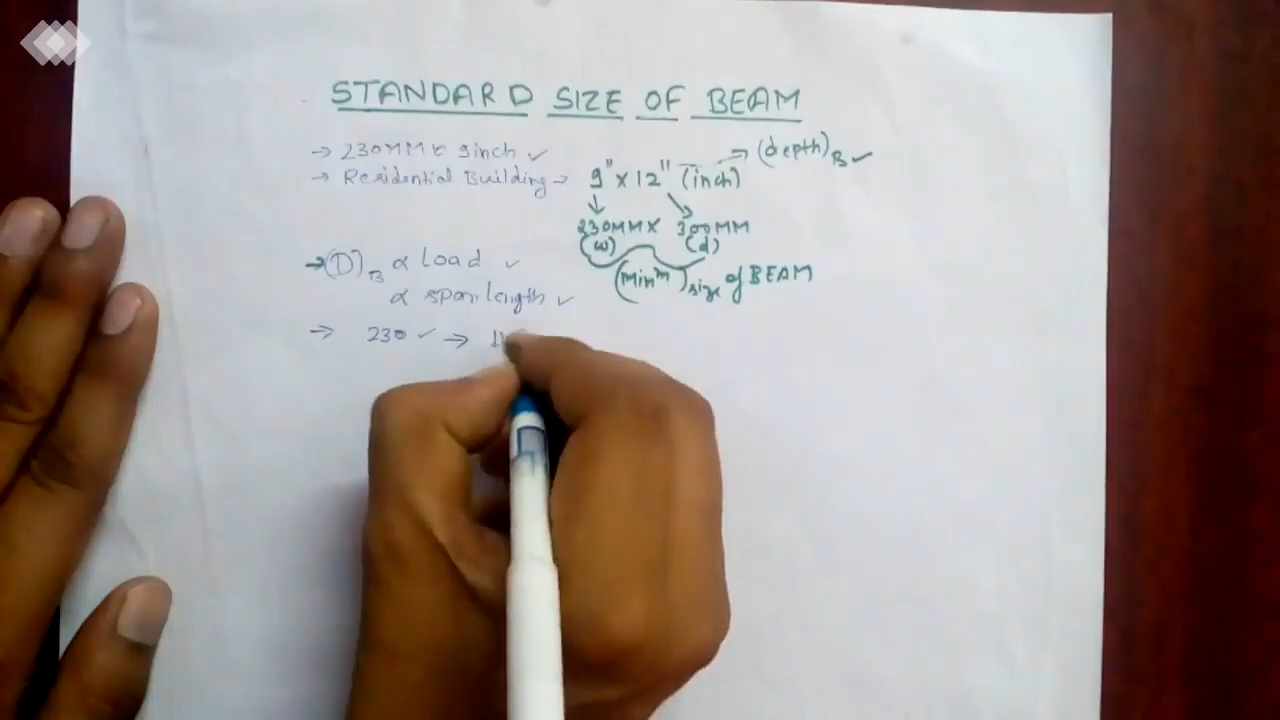 STANDARD SIZE OF BEAM
→ 230MM & 9inch ✓
→ Residential Building → 9" x 12" (inch) → (depth)B ✓
230MM x 300MM
(w) (d)
(minᵐ)size of BEAM
→ (D)B α load ✓
α span length ✓
→ 230 ✓ →